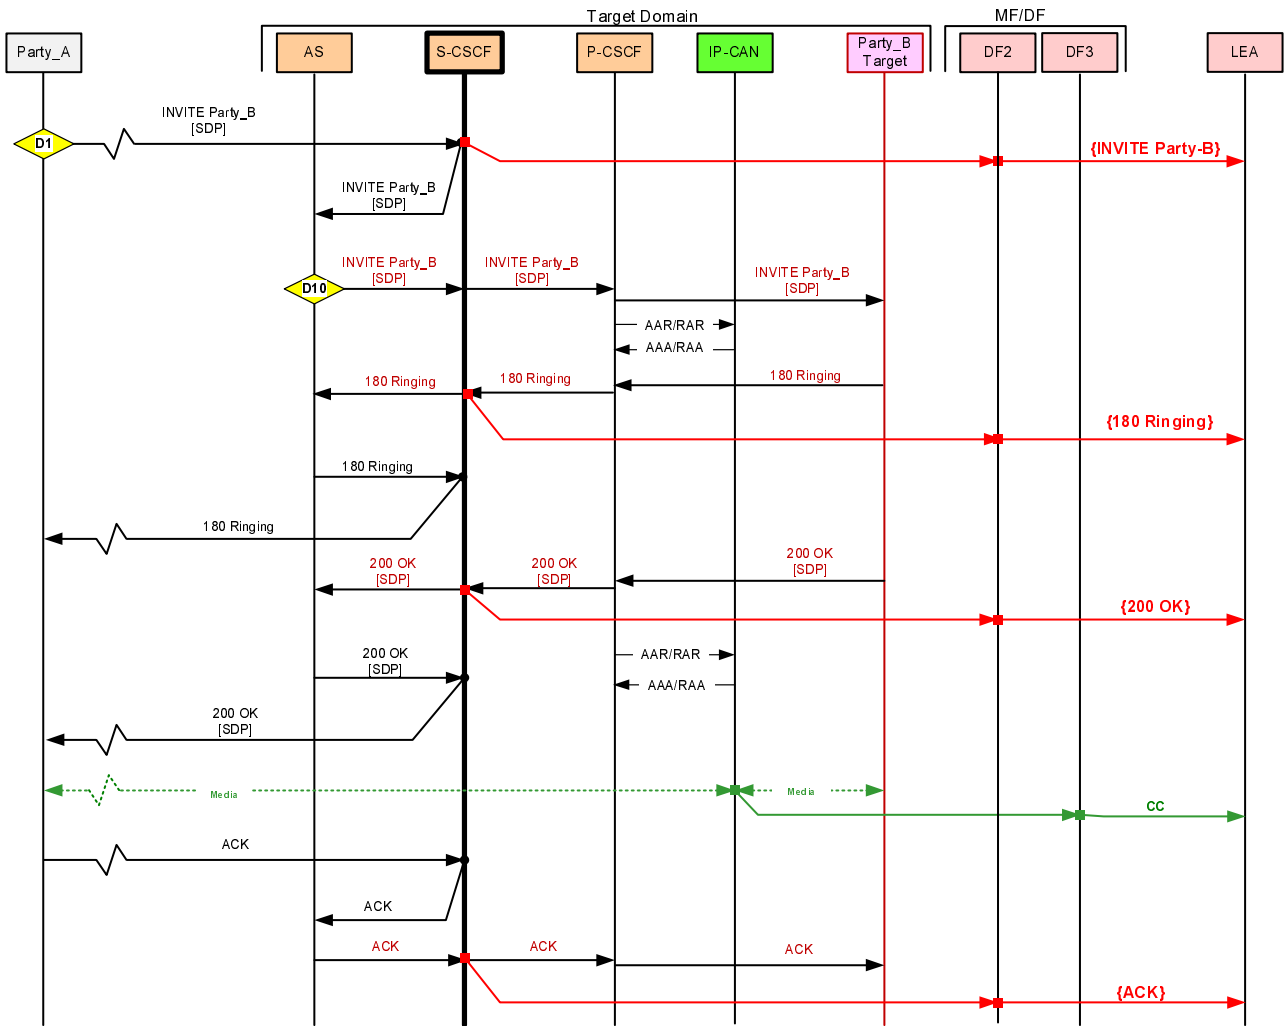 Target Domain
MF/DF
Party_A
AS
S-CSCF
P-CSCF
IP-CAN
Party_B
Target
DF2
DF3
LEA
INVITE Party_B
[SDP]
D1
{INVITE Party-B}
INVITE Party_B
[SDP]
INVITE Party_B
[SDP]
INVITE Party_B
[SDP]
INVITE Party_B
[SDP]
D10
AAR/RAR
AAA/RAA
180 Ringing
180 Ringing
180 Ringing
{180 Ringing}
180 Ringing
180 Ringing
200 OK
[SDP]
200 OK
[SDP]
200 OK
[SDP]
{200 OK}
200 OK
[SDP]
AAR/RAR
AAA/RAA
200 OK
[SDP]
Media
Media
CC
ACK
ACK
ACK
ACK
ACK
{ACK}